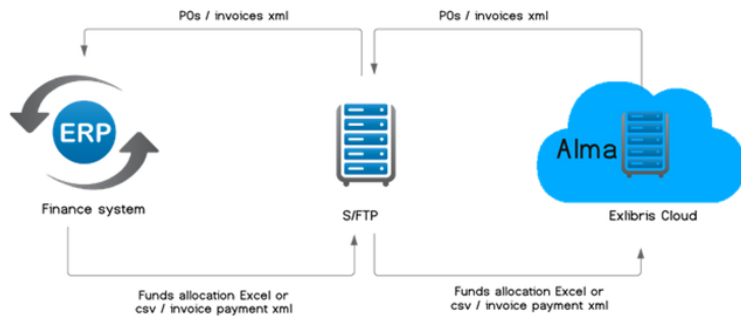 POs / invoices xml
POs / invoices xml
ERP
Alma
Finance system
S/FTP
Exlibris Cloud
Funds allocation Excel or
csv / invoice payment xml
Funds allocation Excel or
csv / invoice payment xml